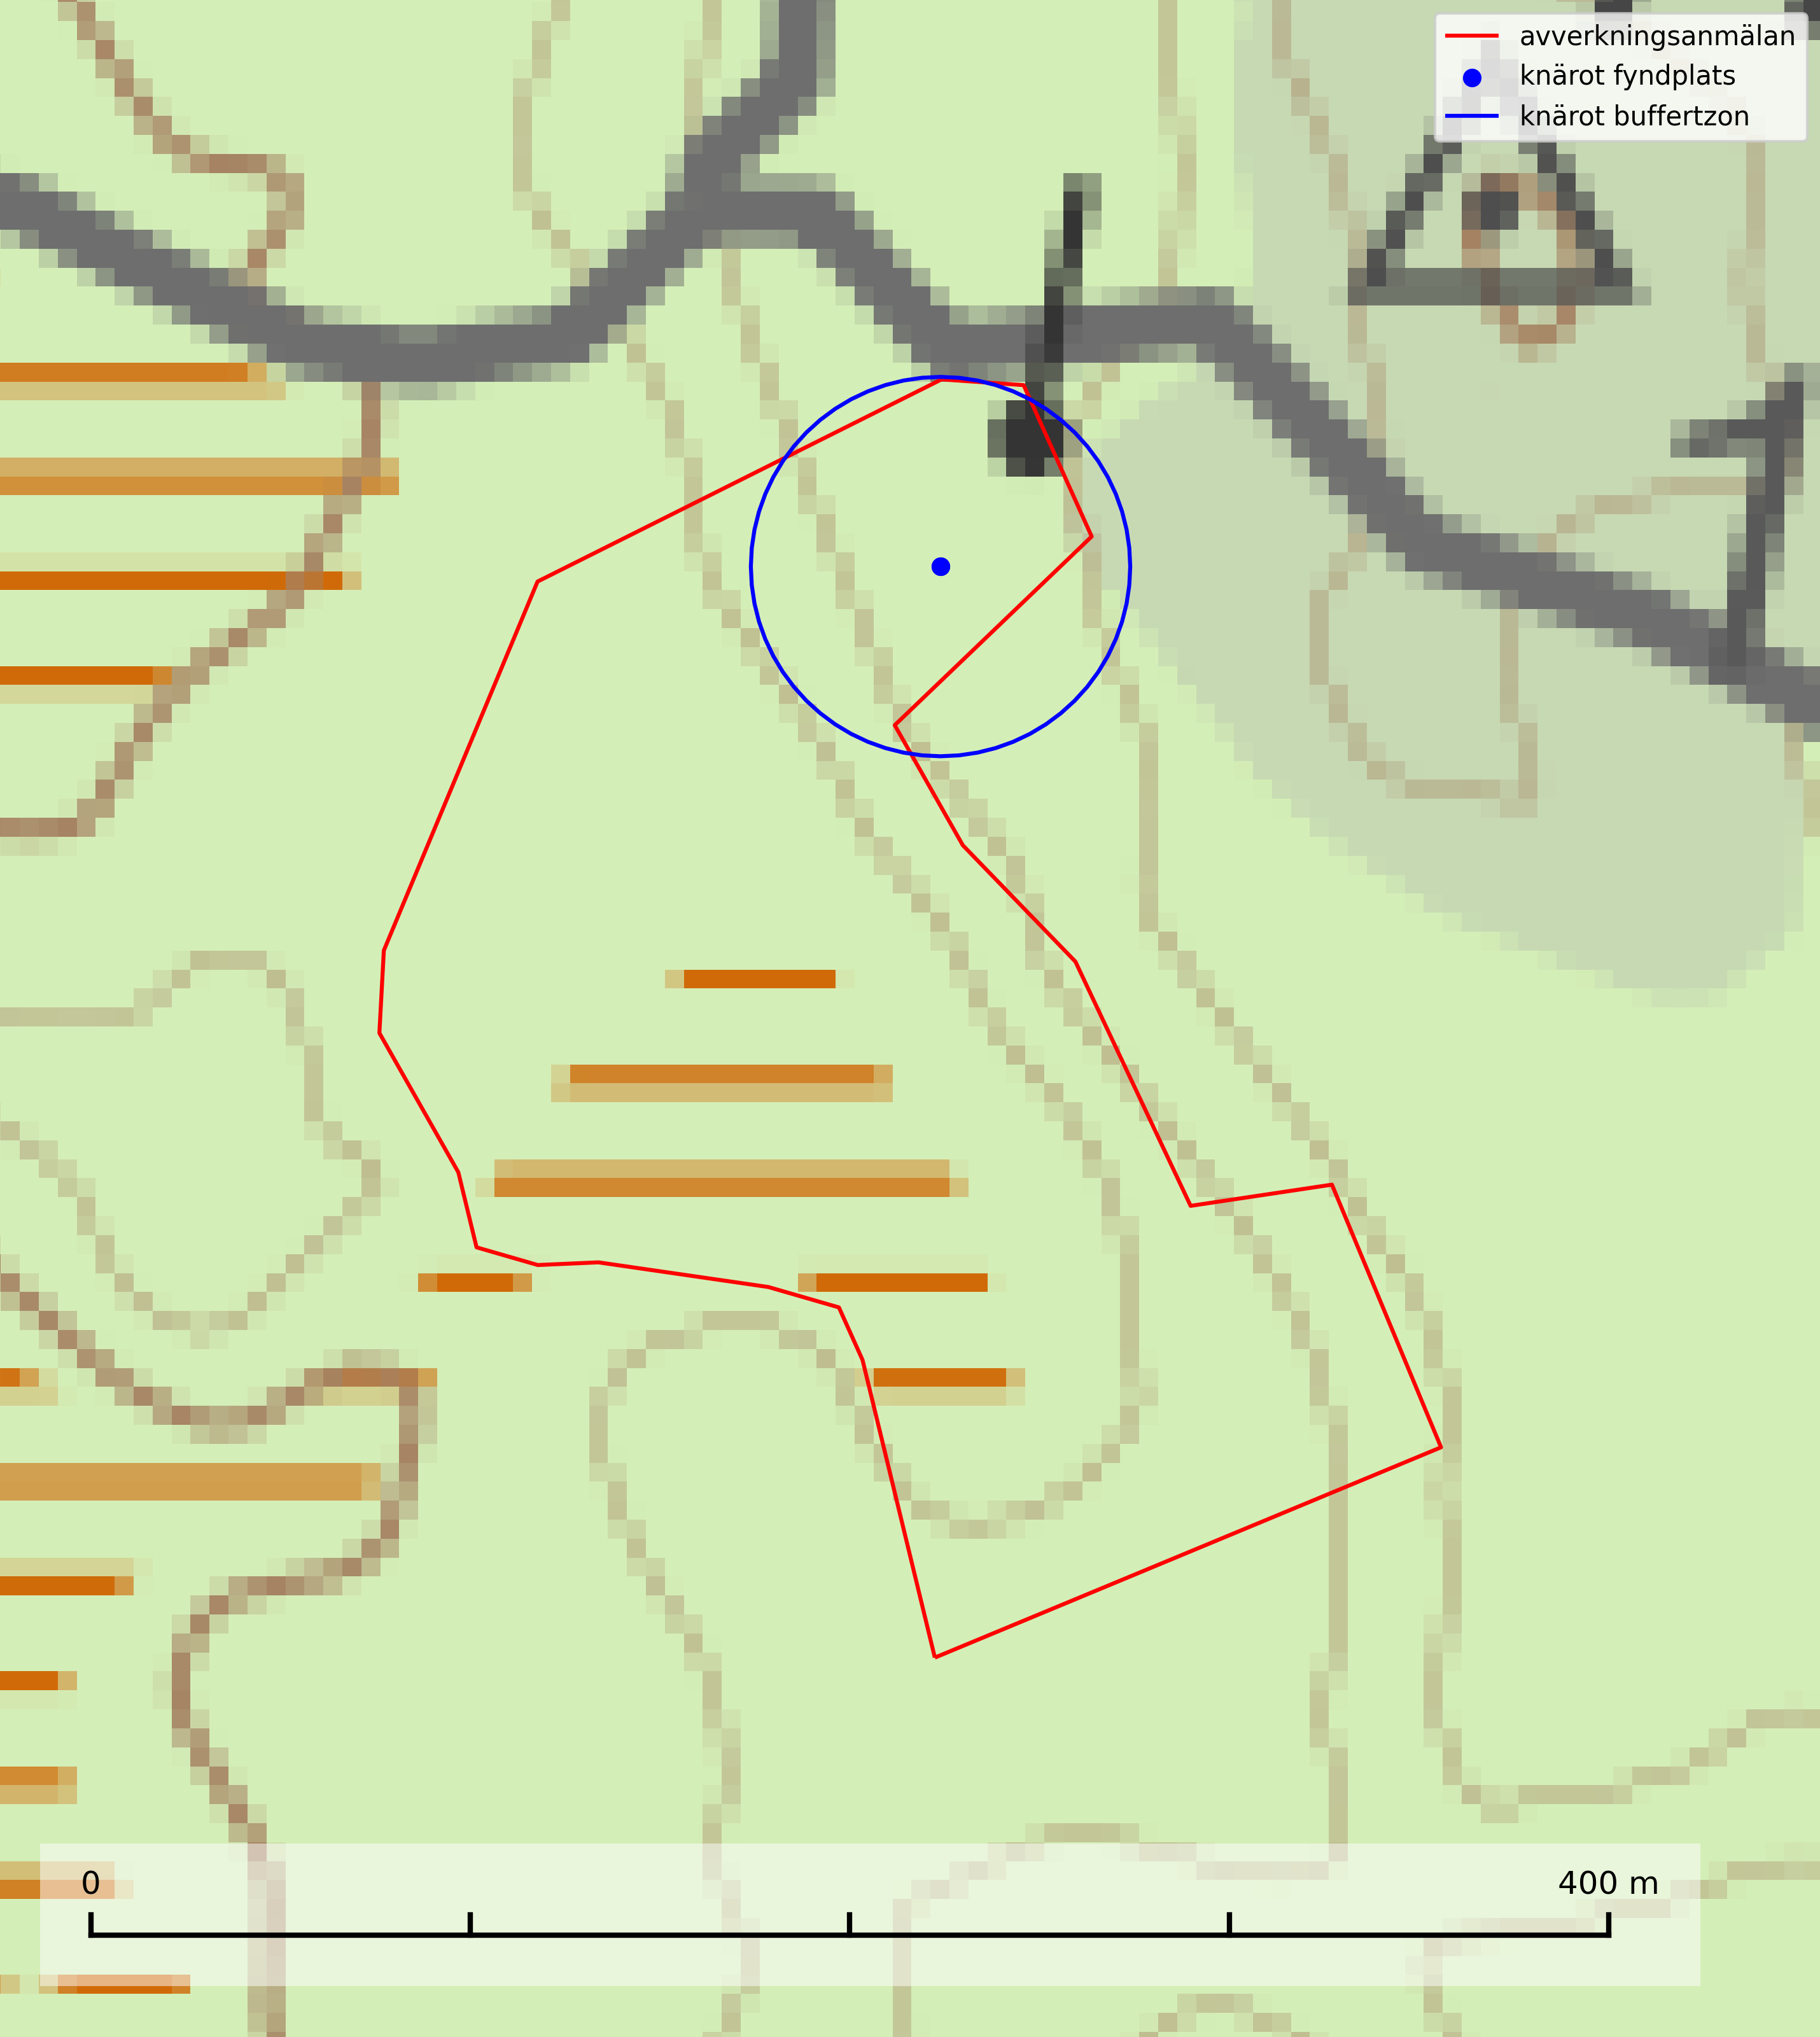 avverkningsanmälan
knärot fyndplats
knärot buffertzon
0
400 m